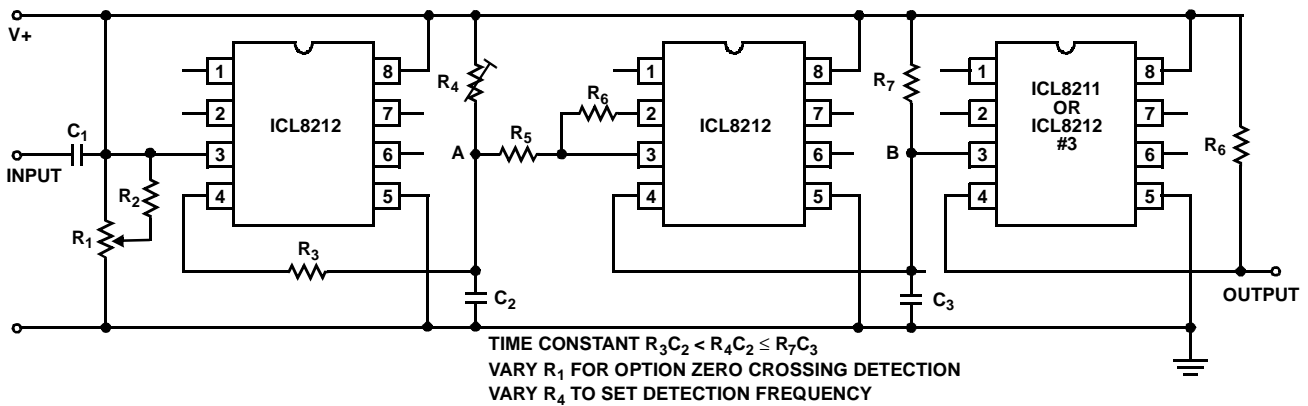 V+
INPUT
C1
R1
R2
1
2
3
4
ICL8212
8
7
6
5
R3
R4
A
C2
R5
R6
1
2
3
4
ICL8212
8
7
6
5
R7
B
C3
1
2
3
4
ICL8211
OR
ICL8212
#3
8
7
6
5
R6
OUTPUT
TIME CONSTANT R3C2 < R4C2 ≤ R7C3
VARY R1 FOR OPTION ZERO CROSSING DETECTION
VARY R4 TO SET DETECTION FREQUENCY